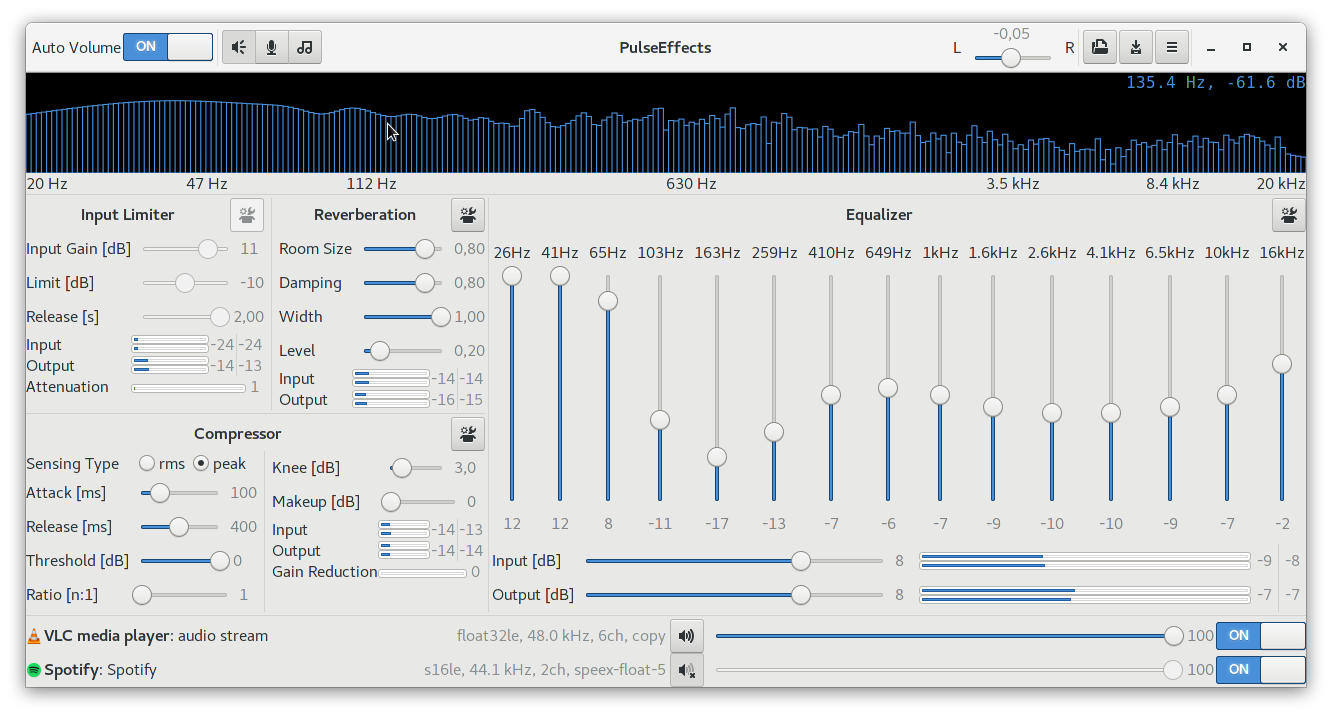 Auto Volume ON PulseEffects L -0,05 R
135.4 Hz, -61.6 dB
20 Hz 47 Hz 112 Hz 630 Hz 3.5 kHz 8.4 kHz 20 kHz
Input Limiter
Input Gain [dB] 11
Limit [dB] -10
Release [s] 2,00
Input -24 -24
Output -14 -13
Attenuation 1
Reverberation
Room Size 0,80
Damping 0,80
Width 1,00
Level 0,20
Input -14 -14
Output -16 -15
Compressor
Sensing Type rms peak
Attack [ms] 100
Release [ms] 400
Threshold [dB] 0
Ratio [n:1] 1
Knee [dB] 3,0
Makeup [dB] 0
Input -14 -13
Output -14 -14
Gain Reduction 0
Equalizer
26Hz 41Hz 65Hz 103Hz 163Hz 259Hz 410Hz 649Hz 1kHz 1.6kHz 2.6kHz 4.1kHz 6.5kHz 10kHz 16kHz
12 12 8 -11 -17 -13 -7 -6 -7 -9 -10 -10 -9 -7 -2
Input [dB] 8 -9 -8
Output [dB] 8 -7 -7
VLC media player: audio stream float32le, 48.0 kHz, 6ch, copy 100 ON
Spotify: Spotify s16le, 44.1 kHz, 2ch, speex-float-5 100 ON